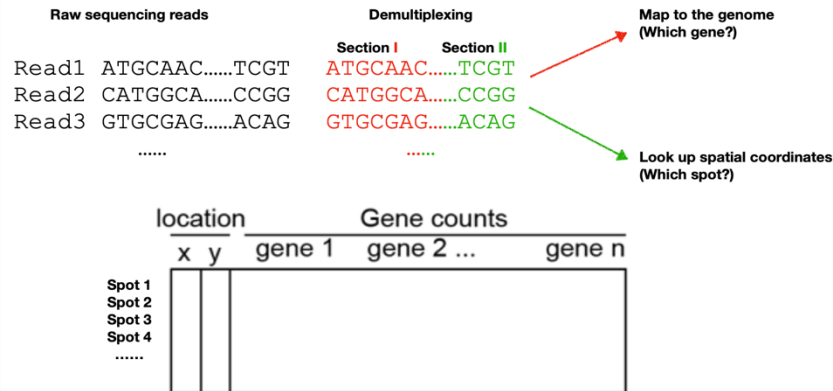 Raw sequencing reads
Demultiplexing
Map to the genome
(Which gene?)
Section I Section II
Read1 ATGCAAC......TCGT ATGCAAC......TCGT
Read2 CATGGCA......CCGG CATGGCA......CCGG
Read3 GTGCGAG......ACAG GTGCGAG......ACAG
...... ......
Look up spatial coordinates
(Which spot?)
location Gene counts
x y gene 1 gene 2 ... gene n
Spot 1
Spot 2
Spot 3
Spot 4
......